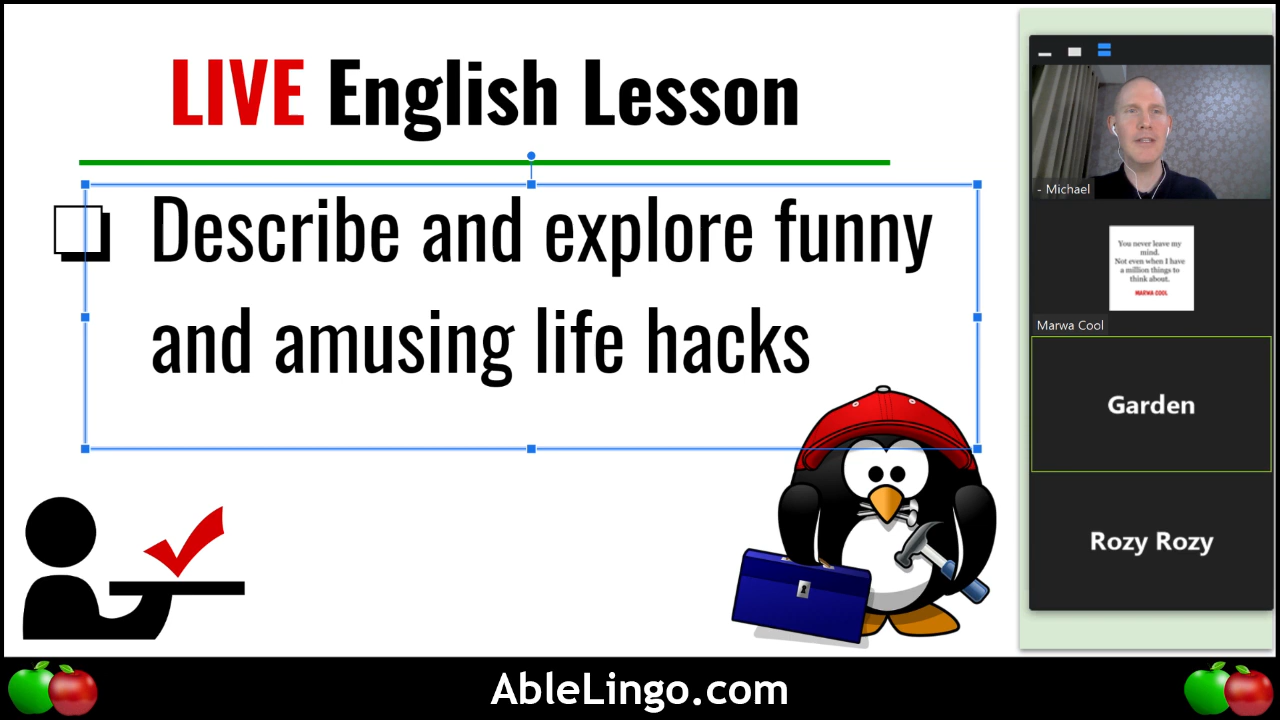 LIVE English Lesson
Describe and explore funny
and amusing life hacks
- Michael
You never leave my
mind.
Not even when I have
a million things to
think about.
MARWA COOL
Marwa Cool
Garden
Rozy Rozy
AbleLingo.com